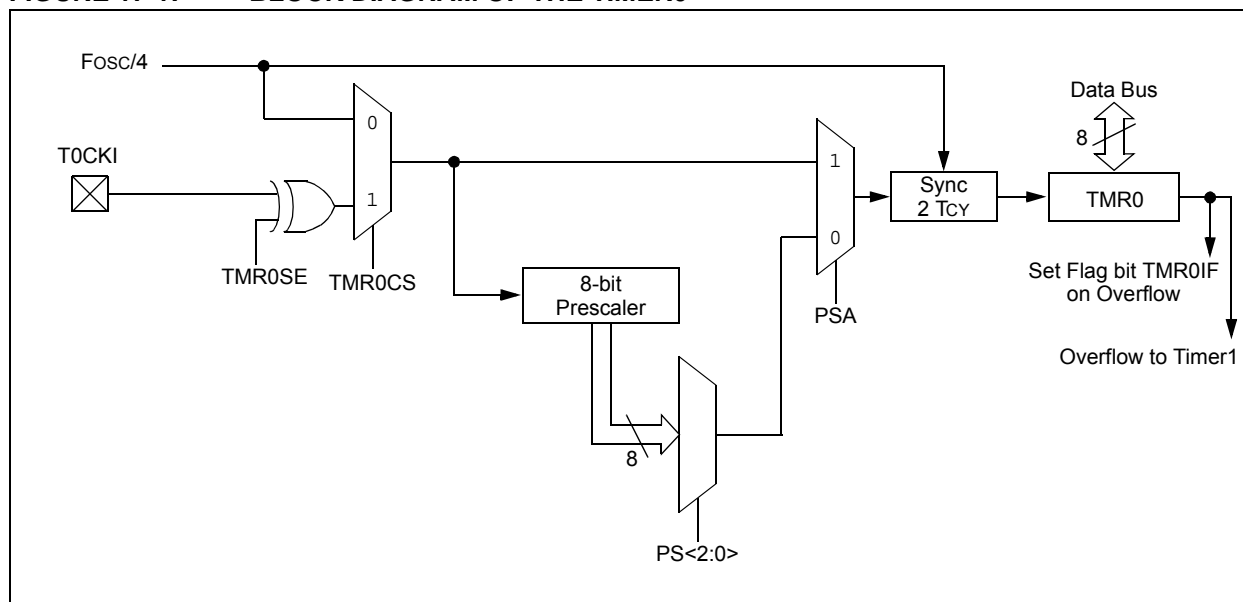 FOSC/4
Data Bus
8
0
T0CKI
1
1
Sync
2 TCY
TMR0
0
TMR0SE
TMR0CS
8-bit
Prescaler
PSA
Set Flag bit TMR0IF
on Overflow
Overflow to Timer1
8
PS<2:0>